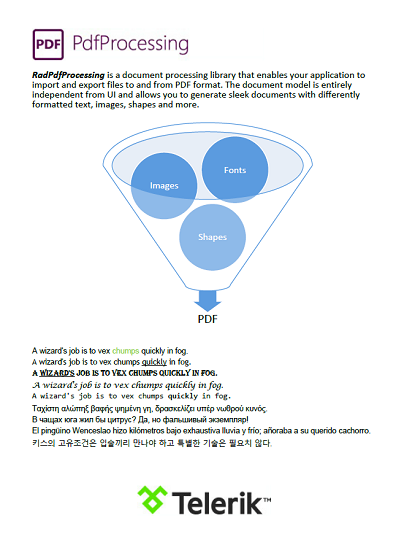 PDF PdfProcessing
RadPdfProcessing is a document processing library that enables your application to
import and export files to and from PDF format. The document model is entirely
independent from UI and allows you to generate sleek documents with differently
formatted text, images, shapes and more.
Fonts
Images
Shapes
PDF
A wizard's job is to vex chumps quickly in fog.
A wizard's job is to vex chumps quickly in fog.
A WIZARD'S JOB IS TO VEX CHUMPS QUICKLY IN FOG.
A wizard's job is to vex chumps quickly in fog.
A wizard's job is to vex chumps quickly in fog.
Ταχίστη αλώπηξ βαφής ψημένη γη, δρασκελίζει υπέρ νωθρού κυνός.
В чащах юга жил бы цитрус? Да, но фальшивый экземпляр!
El pingüino Wenceslao hizo kilómetros bajo exhaustiva lluvia y frío; añoraba a su querido cachorro.
키스의 고유조건은 입술끼리 만나야 하고 특별한 기술은 필요치 않다.
Telerik™